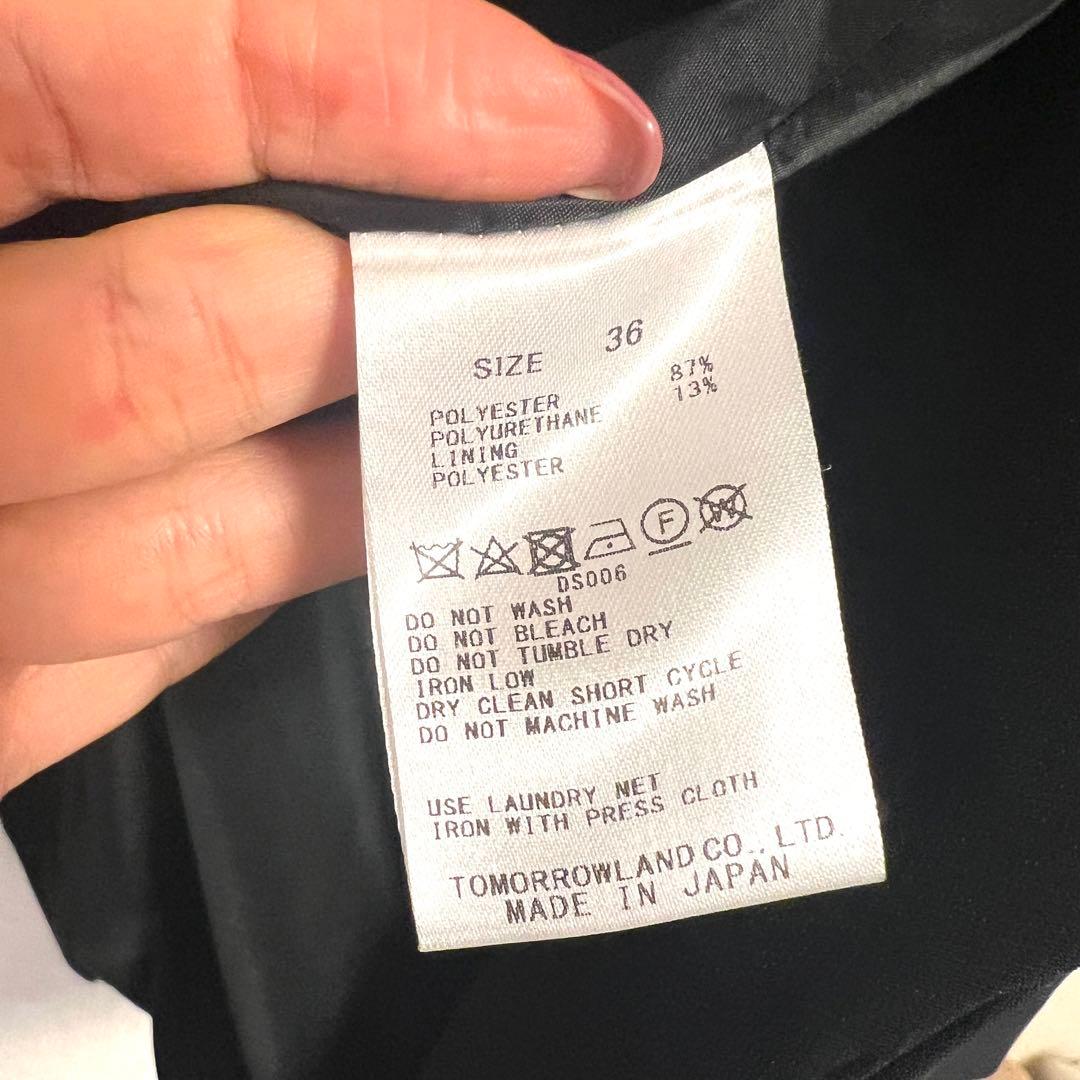 SIZE 36
POLYESTER 87%
POLYURETHANE 13%
LINING
POLYESTER
F W
DS006
DO NOT WASH
DO NOT BLEACH
DO NOT TUMBLE DRY
IRON LOW
DRY CLEAN SHORT CYCLE
DO NOT MACHINE WASH
USE LAUNDRY NET
IRON WITH PRESS CLOTH
TOMORROWLAND CO., LTD.
MADE IN JAPAN